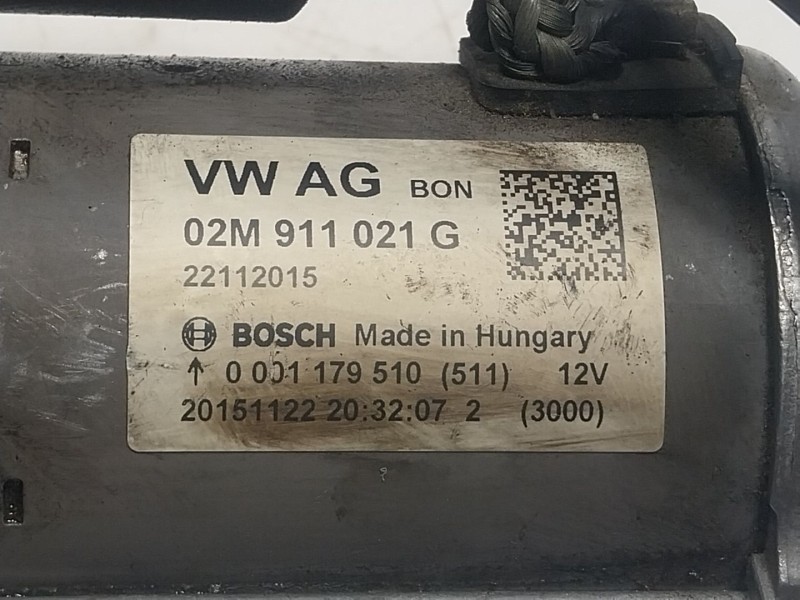 VW AG BON
02M 911 021 G
22112015
BOSCH Made in Hungary
↑ 0 001 179 510 (511) 12V
20151122 20:32:07 2 (3000)